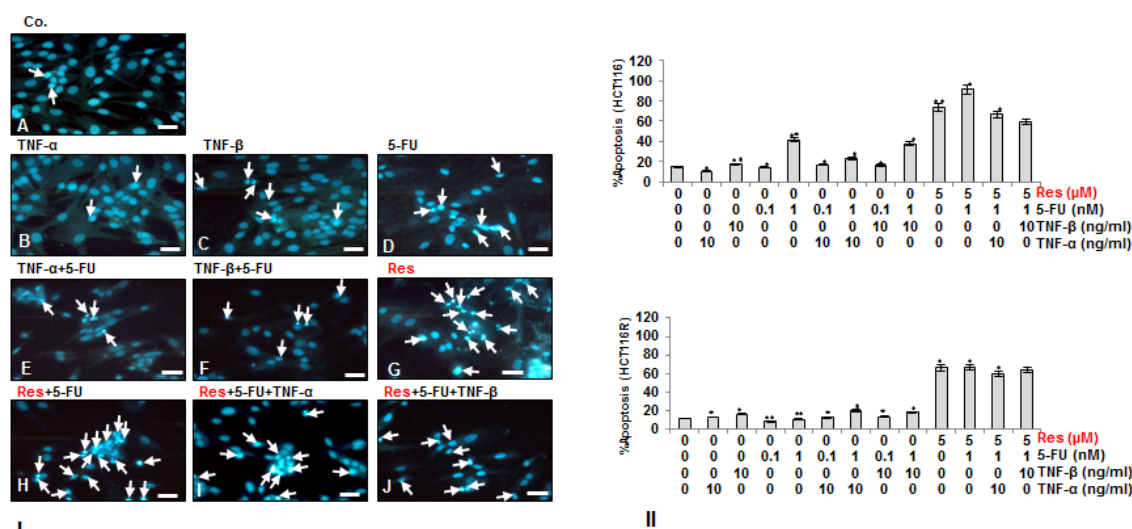 Co.
A
TNF-α TNF-β 5-FU
B C D
TNF-α+5-FU TNF-β+5-FU Res
E F G
Res+5-FU Res+5-FU+TNF-α Res+5-FU+TNF-β
H I J
I
%Apoptosis (HCT116)
120
100
80
60
40
20
0
0 0 0 0 0 0 0 0 0 5 5 5 5 Res (µM)
0 0 0 0.1 1 0.1 1 0.1 1 0 1 1 1 5-FU (nM)
0 0 10 0 0 0 0 10 10 0 0 0 10 TNF-β (ng/ml)
0 10 0 0 0 10 10 0 0 0 0 10 0 TNF-α (ng/ml)
%Apoptosis (HCT116R)
120
100
80
60
40
20
0
0 0 0 0 0 0 0 0 0 5 5 5 5 Res (µM)
0 0 0 0.1 1 0.1 1 0.1 1 0 1 1 1 5-FU (nM)
0 0 10 0 0 0 0 10 10 0 0 0 10 TNF-β (ng/ml)
0 10 0 0 0 10 10 0 0 0 0 10 0 TNF-α (ng/ml)
II